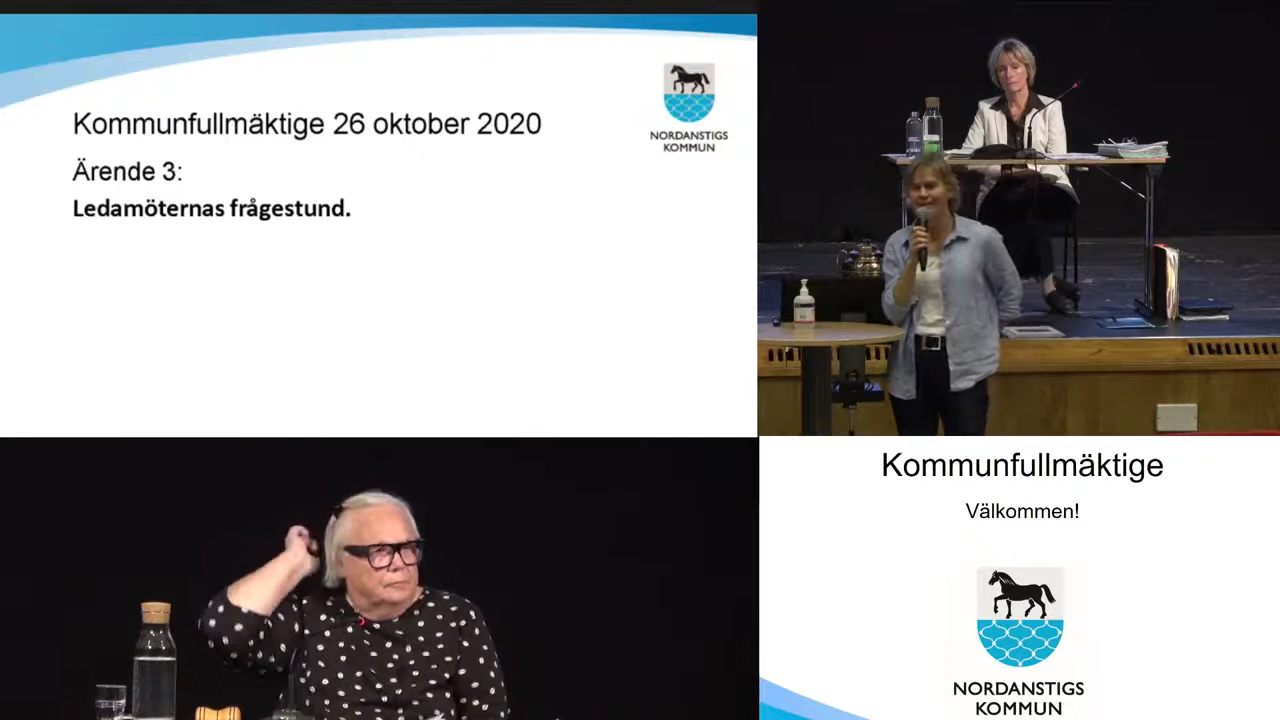 Kommunfullmäktige 26 oktober 2020
Ärende 3:
Ledamöternas frågestund.
NORDANSTIGS
KOMMUN
Kommunfullmäktige
Välkommen!
NORDANSTIGS
KOMMUN